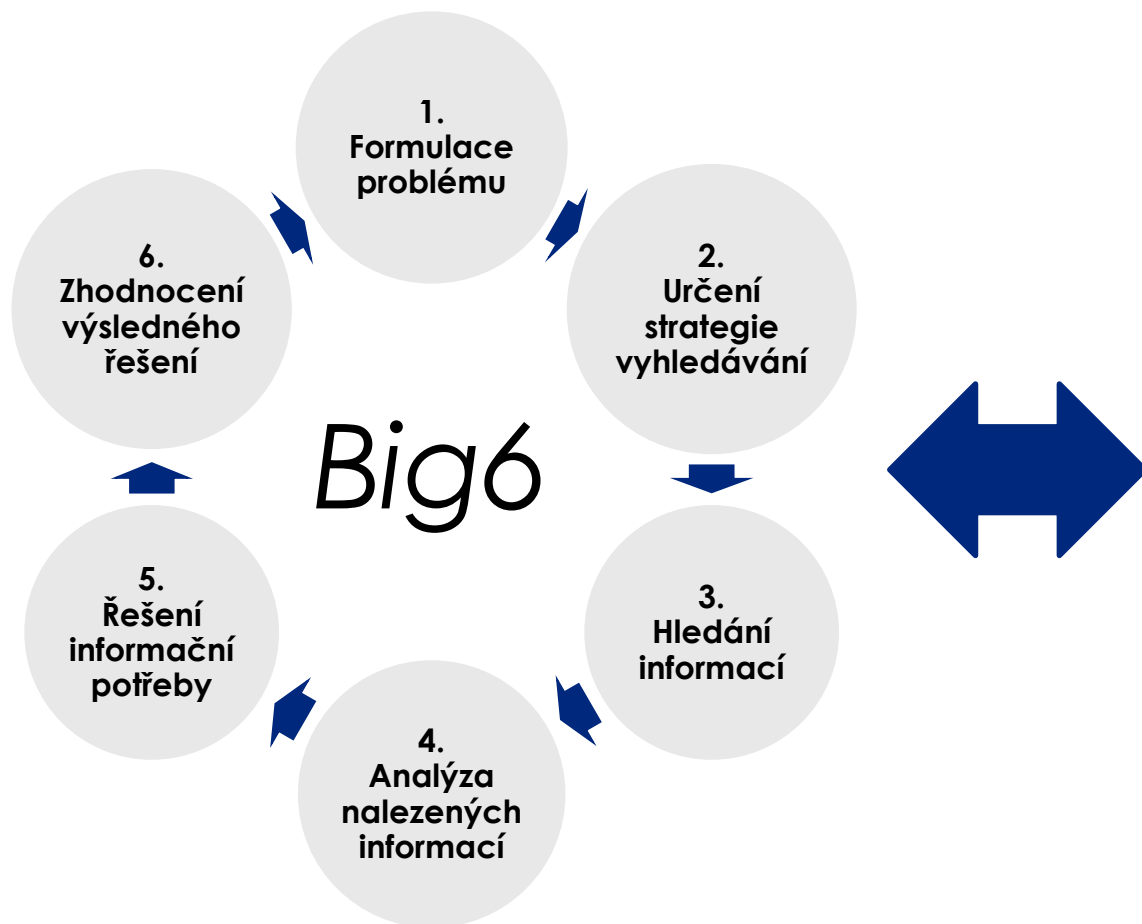 1.
Formulace
problému
2.
Určení
strategie
vyhledávání
3.
Hledání
informací
4.
Analýza
nalezených
informací
5.
Řešení
informační
potřeby
6.
Zhodnocení
výsledného
řešení
Big6